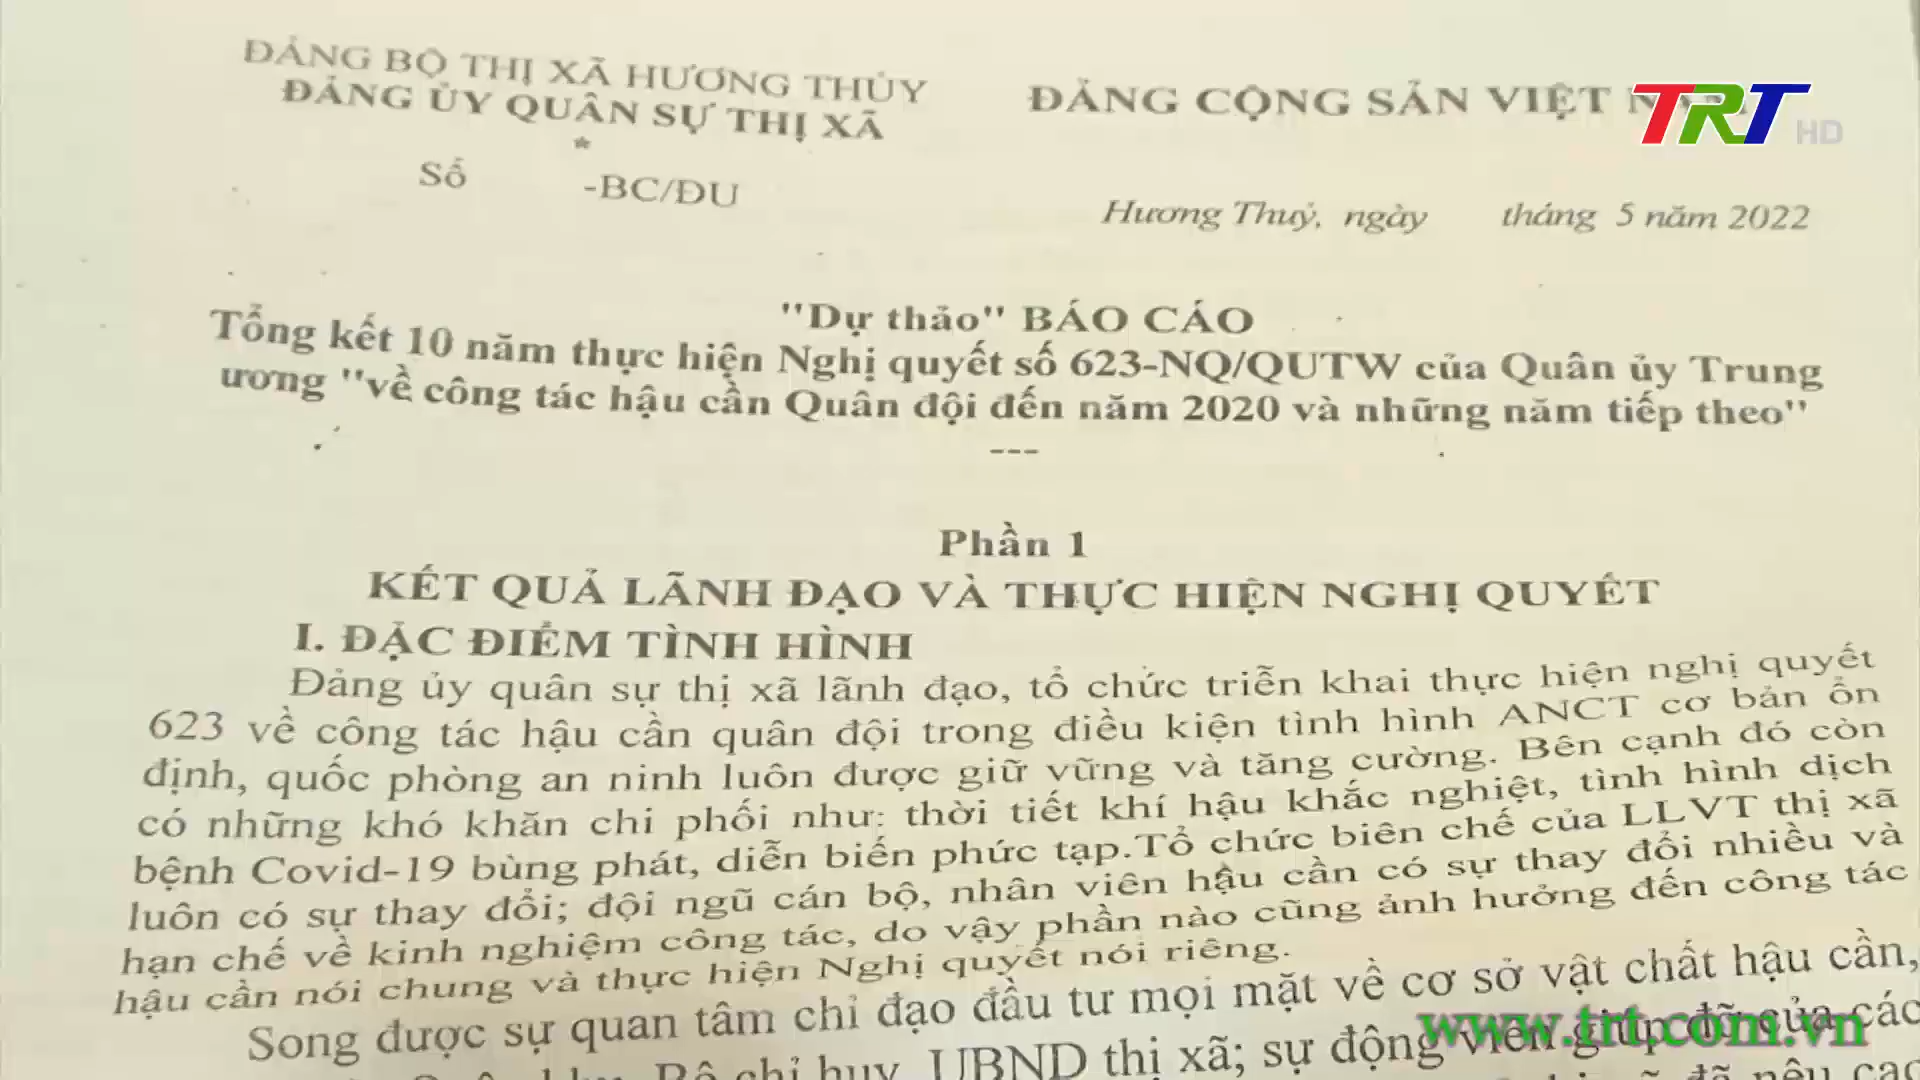 ĐẢNG BỘ THỊ XÃ HƯƠNG THỦY
ĐẢNG ỦY QUÂN SỰ THỊ XÃ
*
Số -BC/ĐU
ĐẢNG CỘNG SẢN VIỆT
TRT HD
Hương Thuỷ, ngày tháng 5 năm 2022
"Dự thảo" BÁO CÁO
Tổng kết 10 năm thực hiện Nghị quyết số 623-NQ/QUTW của Quân ủy Trung
ương "về công tác hậu cần Quân đội đến năm 2020 và những năm tiếp theo"
---
Phần 1
KẾT QUẢ LÃNH ĐẠO VÀ THỰC HIỆN NGHỊ QUYẾT
I. ĐẶC ĐIỂM TÌNH HÌNH
Đảng ủy quân sự thị xã lãnh đạo, tổ chức triển khai thực hiện nghị quyết
623 về công tác hậu cần quân đội trong điều kiện tình hình ANCT cơ bản ổn
định, quốc phòng an ninh luôn được giữ vững và tăng cường. Bên cạnh đó còn
có những khó khăn chi phối như: thời tiết khí hậu khắc nghiệt, tình hình dịch
bệnh Covid-19 bùng phát, diễn biến phức tạp.Tổ chức biên chế của LLVT thị xã
luôn có sự thay đổi; đội ngũ cán bộ, nhân viên hậu cần có sự thay đổi nhiều và
hạn chế về kinh nghiệm công tác, do vậy phần nào cũng ảnh hưởng đến công tác
hậu cần nói chung và thực hiện Nghị quyết nói riêng.
Song được sự quan tâm chỉ đạo đầu tư mọi mặt về cơ sở vật chất hậu cần,
Bộ chỉ huy, UBND thị xã; sự động viên giúp đỡ của các
www.trt.com.vn
đã nêu cao